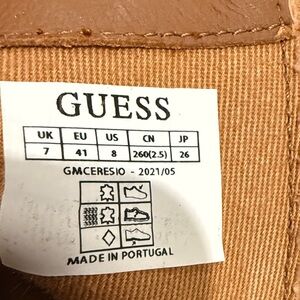 GUESS
UK EU US CN JP
7 41 8 260(2.5) 26
GMCERESIO - 2021/05
MADE IN PORTUGAL